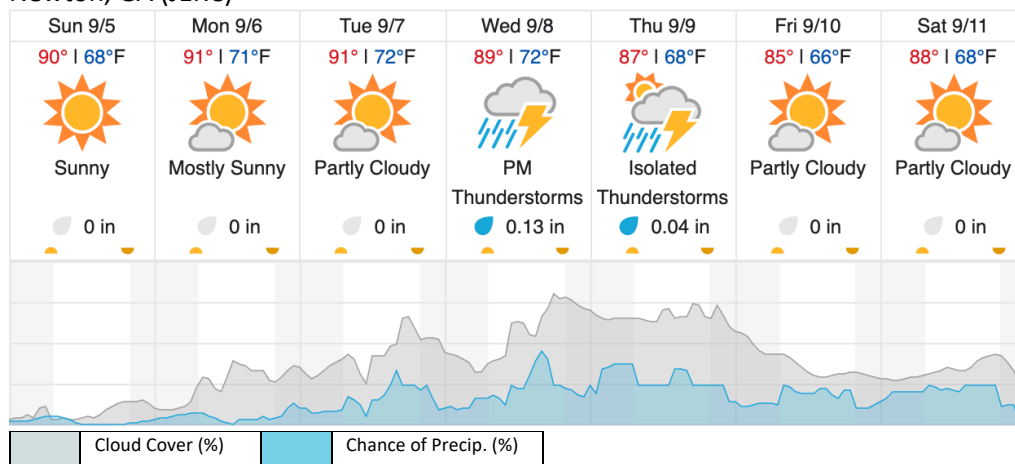 Newton, GA (JENC)
Sun 9/5 Mon 9/6 Tue 9/7 Wed 9/8 Thu 9/9 Fri 9/10 Sat 9/11
90° | 68°F 91° | 71°F 91° | 72°F 89° | 72°F 87° | 68°F 85° | 66°F 88° | 68°F
Sunny Mostly Sunny Partly Cloudy PM Isolated Partly Cloudy Partly Cloudy
Thunderstorms Thunderstorms
0 in 0 in 0 in 0.13 in 0.04 in 0 in 0 in
Cloud Cover (%) Chance of Precip. (%)